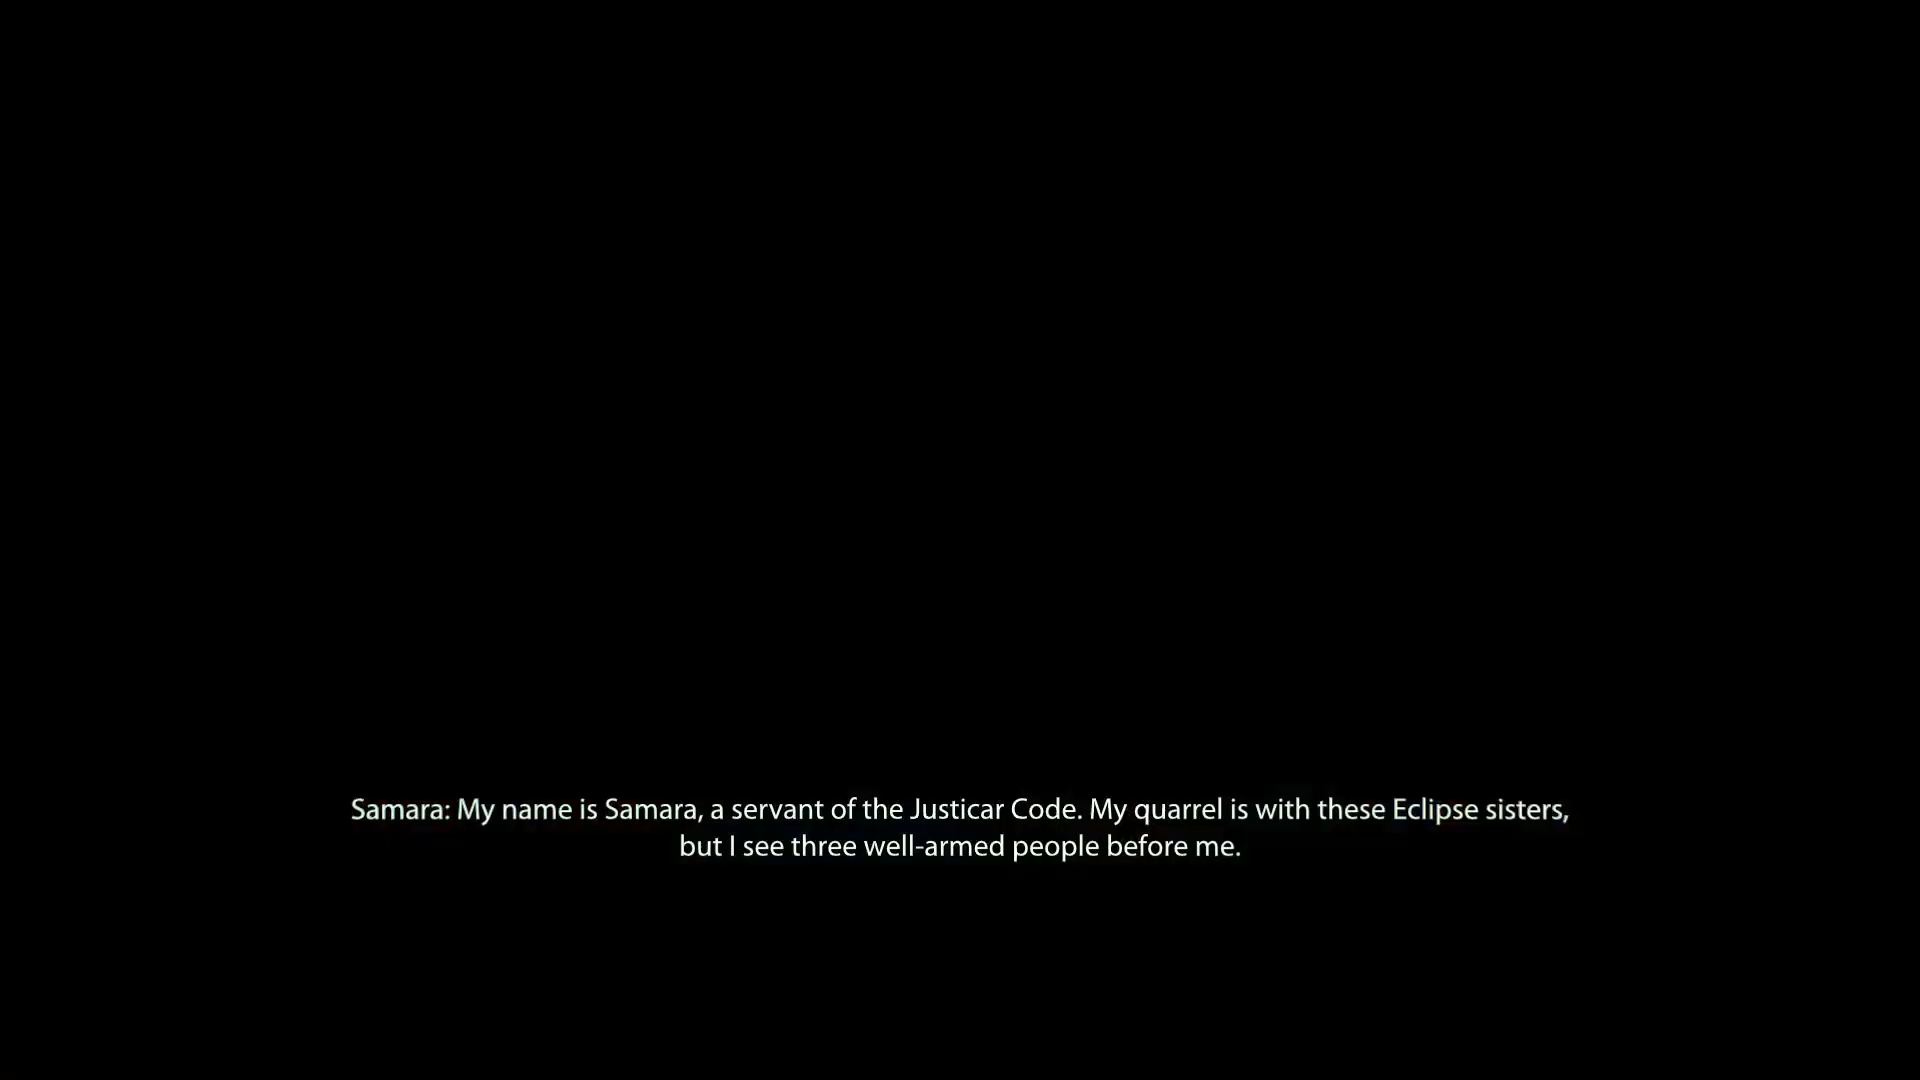 Samara: My name is Samara, a servant of the Justicar Code. My quarrel is with these Eclipse sisters,
but I see three well-armed people before me.